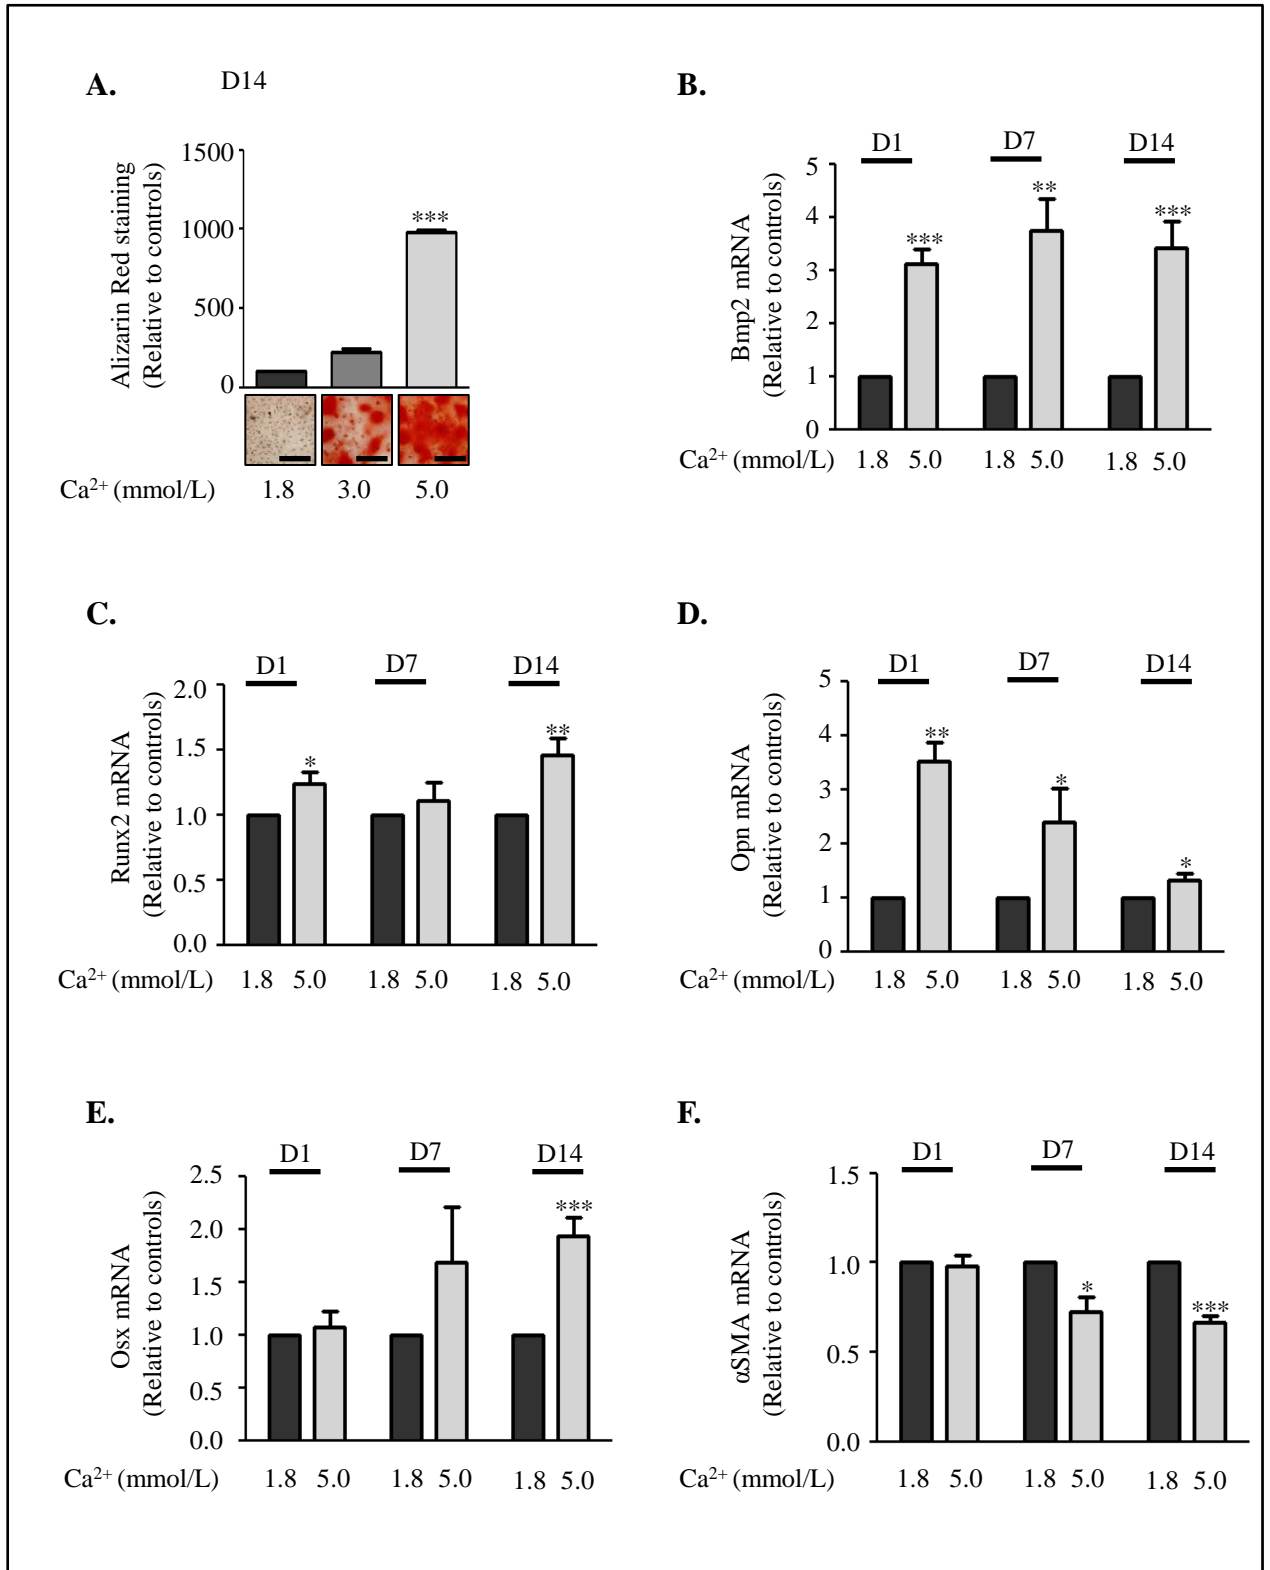 A.
D14
Alizarin Red staining
(Relative to controls)
1500
1000
500
0
***
Ca²⁺ (mmol/L) 1.8 3.0 5.0
B.
D1 D7 D14
Bmp2 mRNA
(Relative to controls)
5
4
3
2
1
0
*** ** ***
Ca²⁺ (mmol/L) 1.8 5.0 1.8 5.0 1.8 5.0
C.
D1 D7 D14
Runx2 mRNA
(Relative to controls)
2.0
1.5
1.0
0.5
0.0
* **
Ca²⁺ (mmol/L) 1.8 5.0 1.8 5.0 1.8 5.0
D.
D1 D7 D14
Opn mRNA
(Relative to controls)
5
4
3
2
1
0
** * *
Ca²⁺ (mmol/L) 1.8 5.0 1.8 5.0 1.8 5.0
E.
D1 D7 D14
Osx mRNA
(Relative to controls)
2.5
2.0
1.5
1.0
0.5
0.0
***
Ca²⁺ (mmol/L) 1.8 5.0 1.8 5.0 1.8 5.0
F.
D1 D7 D14
αSMA mRNA
(Relative to controls)
1.5
1.0
0.5
0.0
* ***
Ca²⁺ (mmol/L) 1.8 5.0 1.8 5.0 1.8 5.0